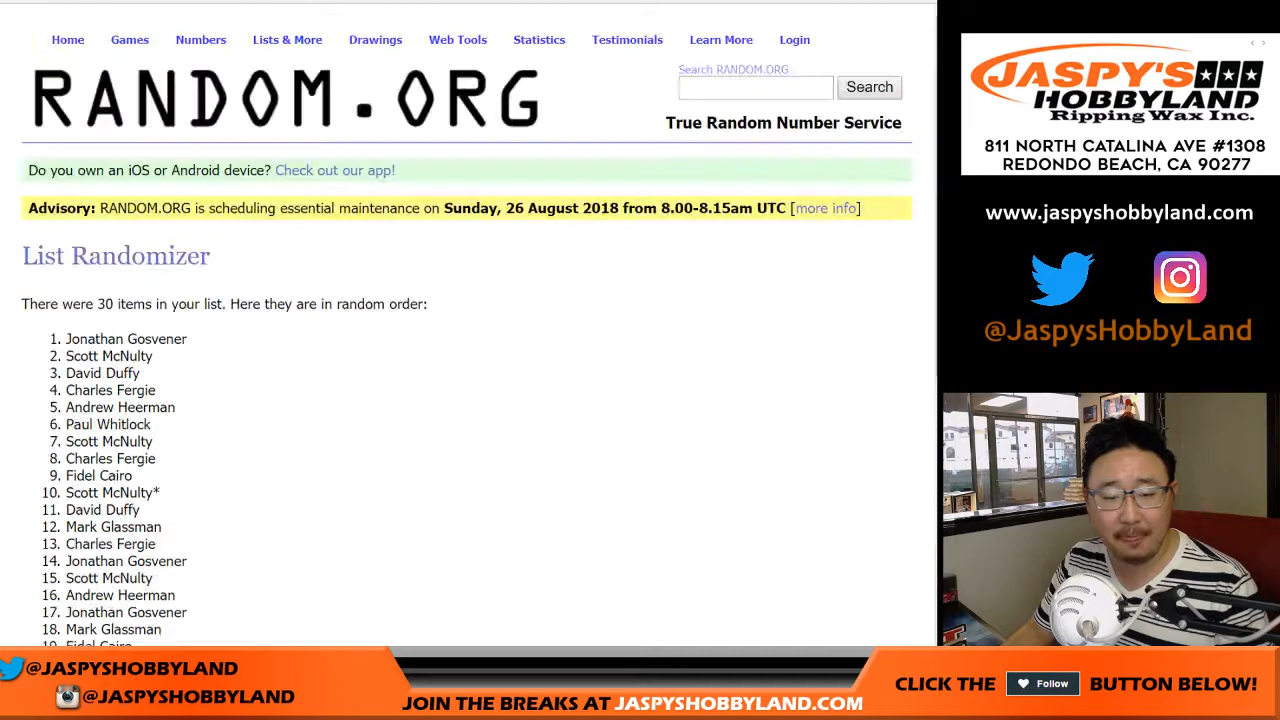 Home Games Numbers Lists & More Drawings Web Tools Statistics Testimonials Learn More Login
RANDOM.ORG
Search RANDOM.ORG
Search
True Random Number Service
Do you own an iOS or Android device? Check out our app!
Advisory: RANDOM.ORG is scheduling essential maintenance on Sunday, 26 August 2018 from 8.00-8.15am UTC [more info]
List Randomizer
There were 30 items in your list. Here they are in random order:
1. Jonathan Gosvener
2. Scott McNulty
3. David Duffy
4. Charles Fergie
5. Andrew Heerman
6. Paul Whitlock
7. Scott McNulty
8. Charles Fergie
9. Fidel Cairo
10. Scott McNulty*
11. David Duffy
12. Mark Glassman
13. Charles Fergie
14. Jonathan Gosvener
15. Scott McNulty
16. Andrew Heerman
17. Jonathan Gosvener
18. Mark Glassman
19. Fidel Cairo
JASPY'S
HOBBYLAND
Ripping Wax Inc.
811 NORTH CATALINA AVE #1308
REDONDO BEACH, CA 90277
www.jaspyshobbyland.com
@JaspysHobbyLand
@JASPYSHOBBYLAND
@JASPYSHOBBYLAND
JOIN THE BREAKS AT JASPYSHOBBYLAND.COM
CLICK THE Follow BUTTON BELOW!